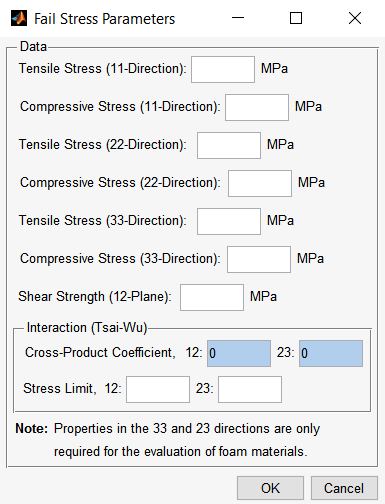 Fail Stress Parameters
Data
Tensile Stress (11-Direction): MPa
Compressive Stress (11-Direction): MPa
Tensile Stress (22-Direction): MPa
Compressive Stress (22-Direction): MPa
Tensile Stress (33-Direction): MPa
Compressive Stress (33-Direction): MPa
Shear Strength (12-Plane): MPa
Interaction (Tsai-Wu)
Cross-Product Coefficient, 12: 0 23: 0
Stress Limit, 12: 23:
Note: Properties in the 33 and 23 directions are only
required for the evaluation of foam materials.
OK Cancel